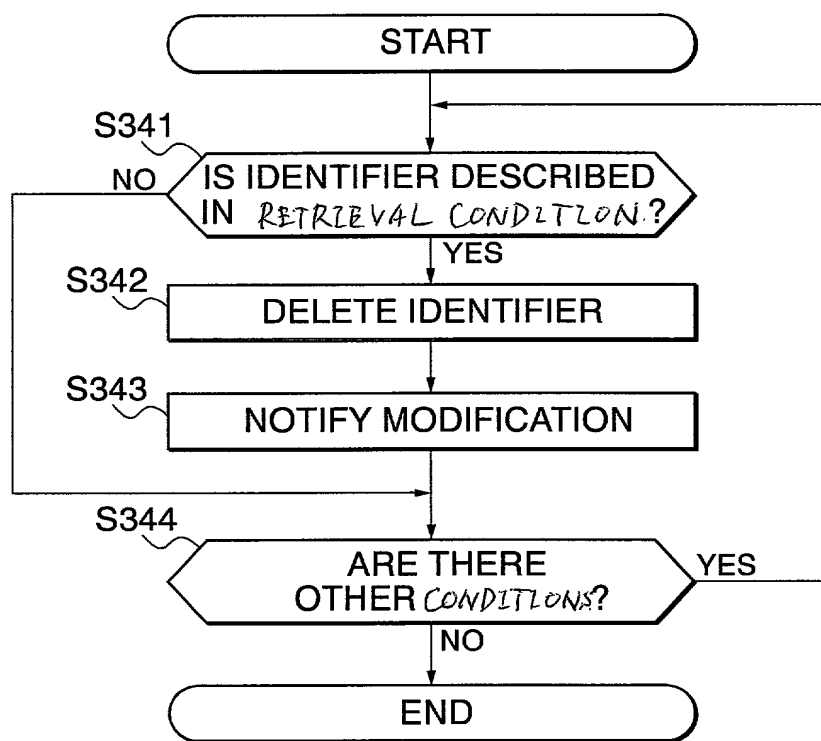 START
S341
NO
IS IDENTIFIER DESCRIBED
IN RETRIEVAL CONDITION?
YES
S342
DELETE IDENTIFIER
S343
NOTIFY MODIFICATION
S344
ARE THERE
YES
OTHER CONDITIONS?
NO
END